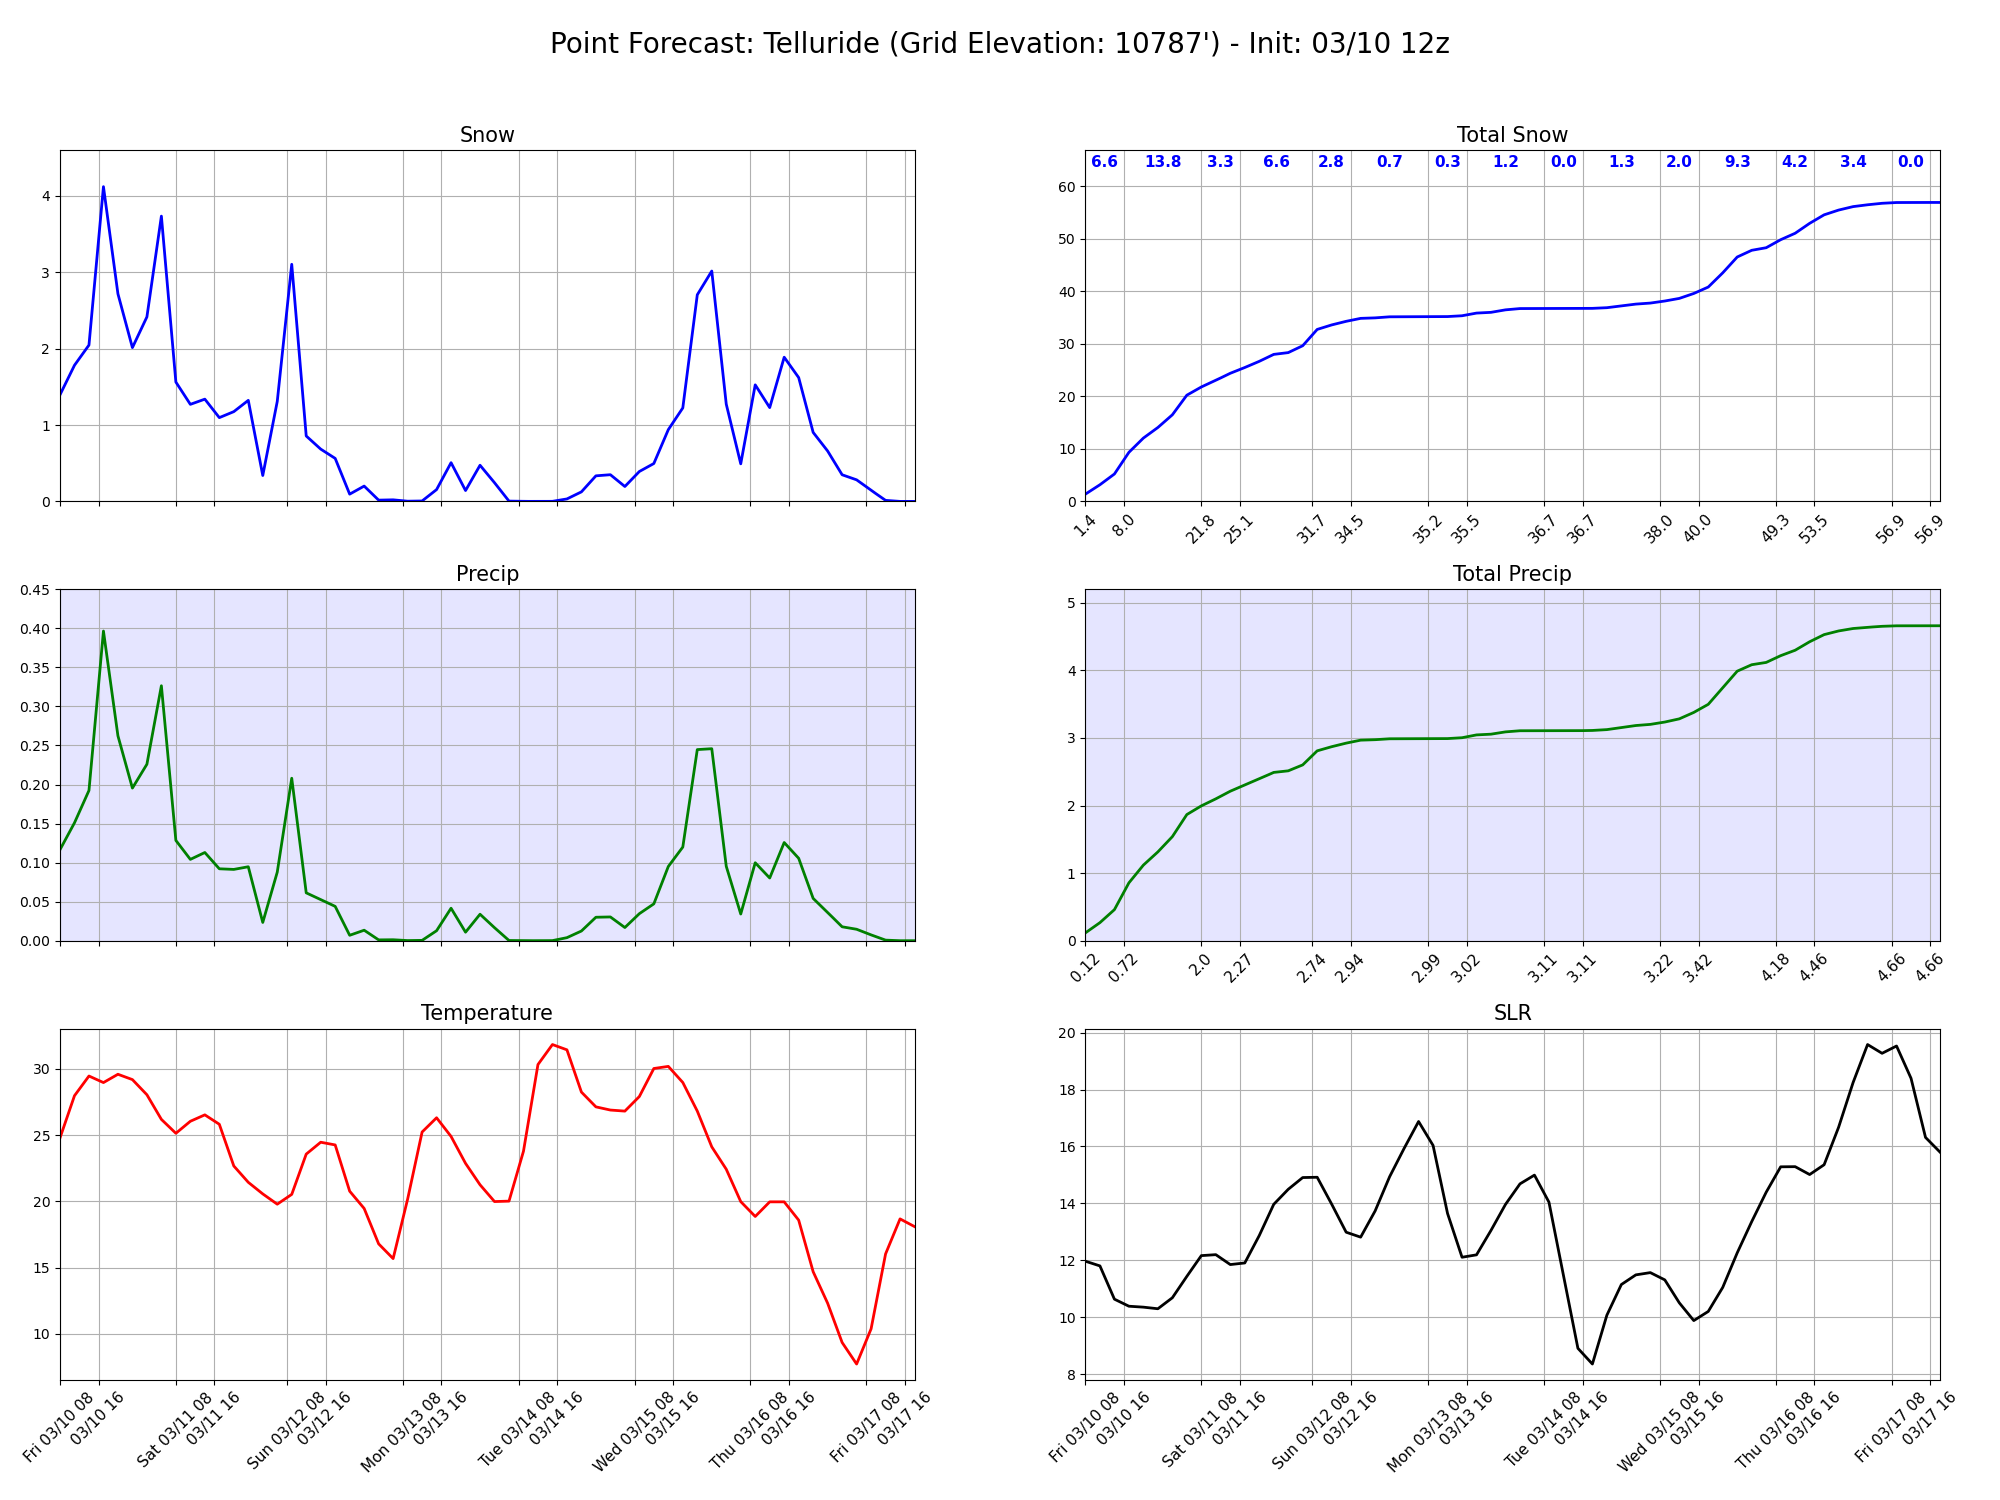 Point Forecast: Telluride (Grid Elevation: 10787') - Init: 03/10 12z
Snow
4
3
2
1
0
Total Snow
6.6 13.8 3.3 6.6 2.8 0.7 0.3 1.2 0.0 1.3 2.0 9.3 4.2 3.4 0.0
60
50
40
30
20
10
0
1.4 8.0 21.8 25.1 31.7 34.5 35.2 35.5 36.7 36.7 38.0 40.0 49.3 53.5 56.9 56.9
Precip
0.45
0.40
0.35
0.30
0.25
0.20
0.15
0.10
0.05
0.00
Total Precip
5
4
3
2
1
0
0.12 0.72 2.0 2.27 2.74 2.94 2.99 3.02 3.11 3.11 3.22 3.42 4.18 4.46 4.66 4.66
Temperature
30
25
20
15
10
Fri 03/10 08
03/10 16
Sat 03/11 08
03/11 16
Sun 03/12 08
03/12 16
Mon 03/13 08
03/13 16
Tue 03/14 08
03/14 16
Wed 03/15 08
03/15 16
Thu 03/16 08
03/16 16
Fri 03/17 08
03/17 16
SLR
20
18
16
14
12
10
8
Fri 03/10 08
03/10 16
Sat 03/11 08
03/11 16
Sun 03/12 08
03/12 16
Mon 03/13 08
03/13 16
Tue 03/14 08
03/14 16
Wed 03/15 08
03/15 16
Thu 03/16 08
03/16 16
Fri 03/17 08
03/17 16